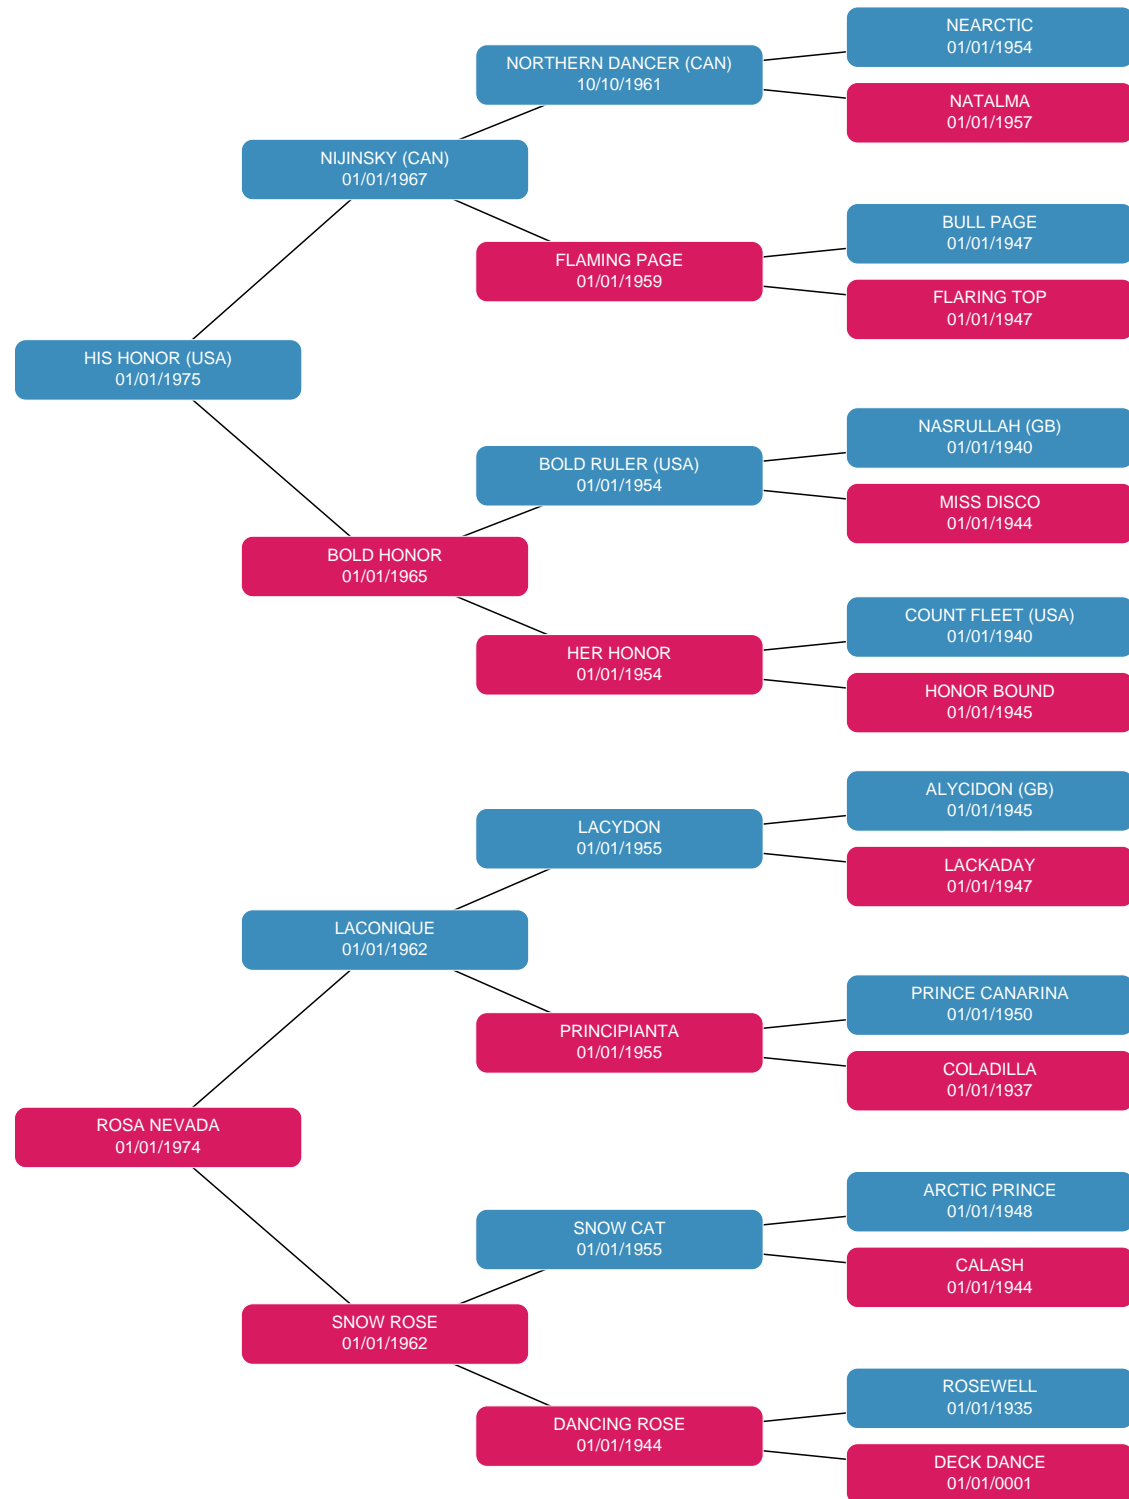 NEARCTIC
01/01/1954
NORTHERN DANCER (CAN)
10/10/1961
NATALMA
01/01/1957
NIJINSKY (CAN)
01/01/1967
BULL PAGE
01/01/1947
FLAMING PAGE
01/01/1959
FLARING TOP
01/01/1947
HIS HONOR (USA)
01/01/1975
NASRULLAH (GB)
01/01/1940
BOLD RULER (USA)
01/01/1954
MISS DISCO
01/01/1944
BOLD HONOR
01/01/1965
COUNT FLEET (USA)
01/01/1940
HER HONOR
01/01/1954
HONOR BOUND
01/01/1945
ALYCIDON (GB)
01/01/1945
LACYDON
01/01/1955
LACKADAY
01/01/1947
LACONIQUE
01/01/1962
PRINCE CANARINA
01/01/1950
PRINCIPIANTA
01/01/1955
COLADILLA
01/01/1937
ROSA NEVADA
01/01/1974
ARCTIC PRINCE
01/01/1948
SNOW CAT
01/01/1955
CALASH
01/01/1944
SNOW ROSE
01/01/1962
ROSEWELL
01/01/1935
DANCING ROSE
01/01/1944
DECK DANCE
01/01/0001